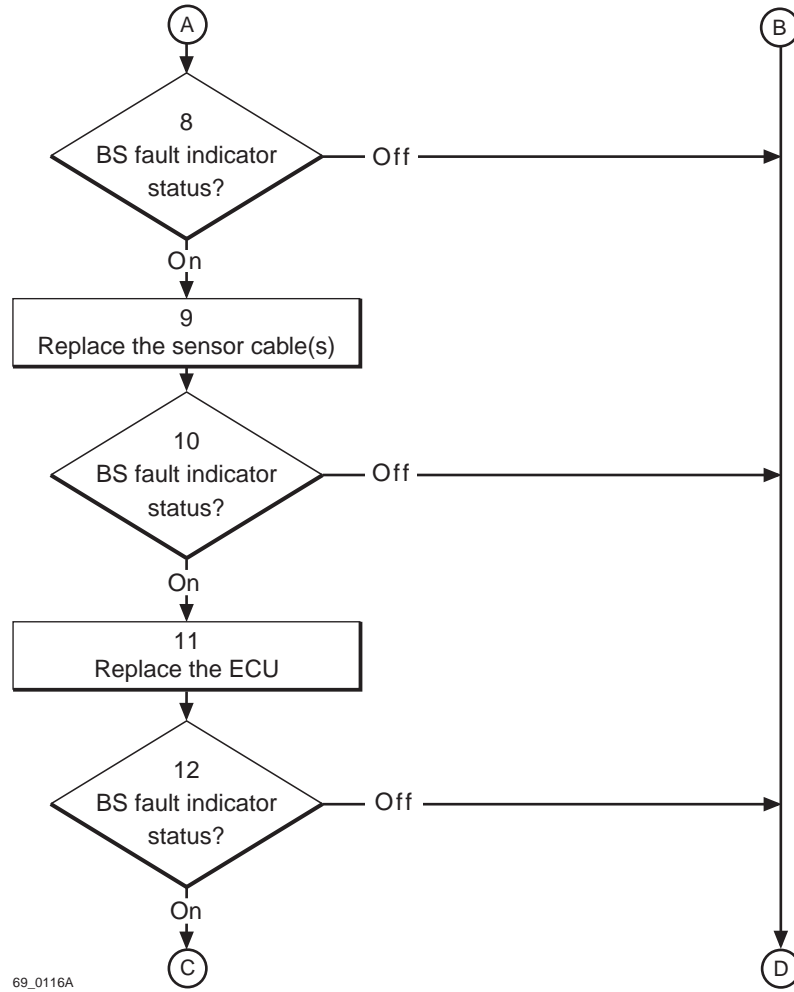 A
B
8
BS fault indicator
status?
Off
On
9
Replace the sensor cable(s)
10
BS fault indicator
status?
Off
On
11
Replace the ECU
12
BS fault indicator
status?
Off
On
C
D
69_0116A